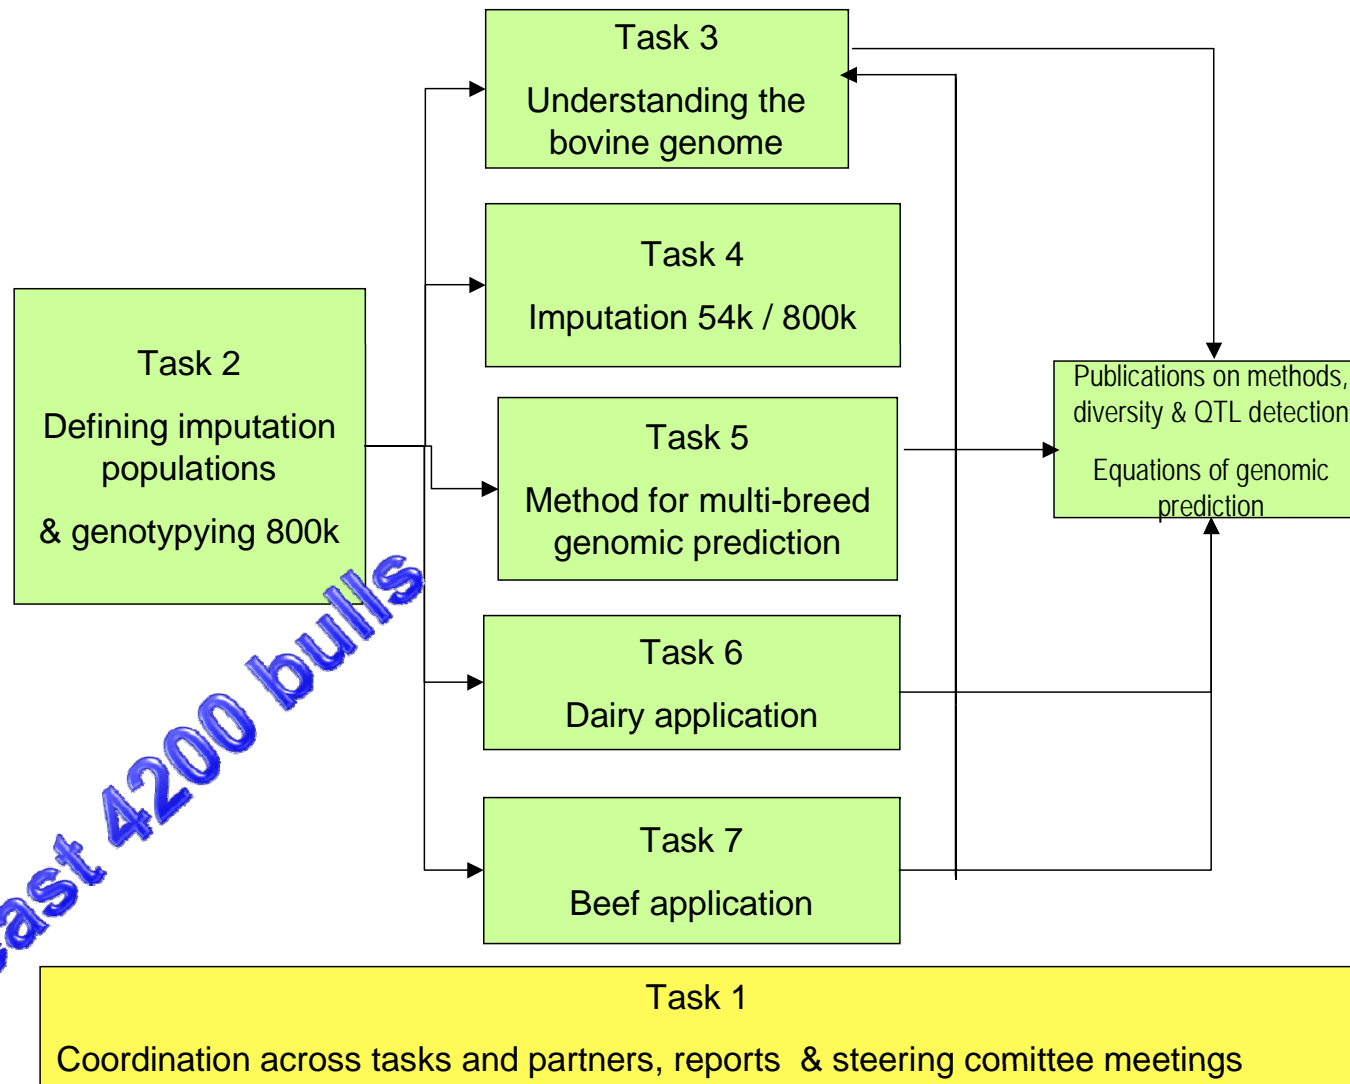 Task 3
Understanding the
bovine genome
Task 4
Imputation 54k / 800k
Task 2
Defining imputation
populations
& genotypying 800k
Task 5
Method for multi-breed
genomic prediction
Publications on methods,
diversity & QTL detection
Equations of genomic
prediction
4200 bulls
Task 6
Dairy application
Task 7
Beef application
Task 1
Coordination across tasks and partners, reports & steering comittee meetings